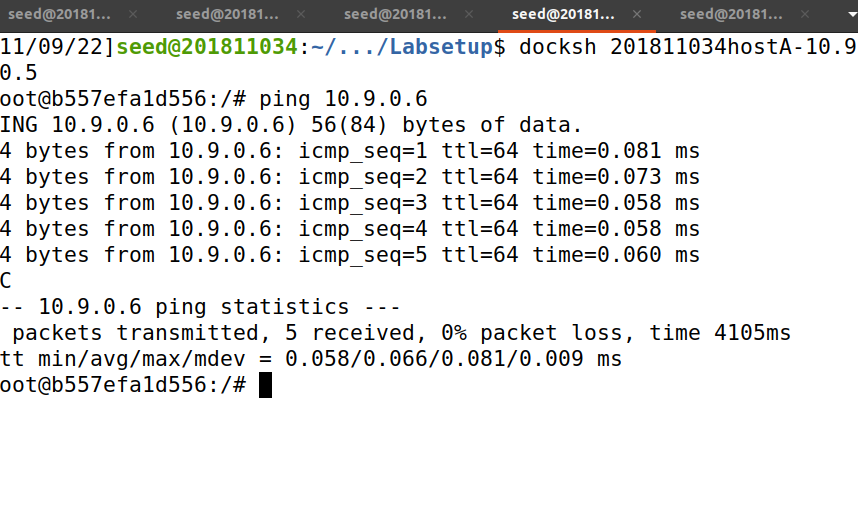 seed@20181... × seed@20181... × seed@20181... × seed@20181... × seed@20181... ×
11/09/22]seed@201811034:~/.../Labsetup$ docksh 201811034hostA-10.9
0.5
oot@b557efa1d556:/# ping 10.9.0.6
ING 10.9.0.6 (10.9.0.6) 56(84) bytes of data.
4 bytes from 10.9.0.6: icmp_seq=1 ttl=64 time=0.081 ms
4 bytes from 10.9.0.6: icmp_seq=2 ttl=64 time=0.073 ms
4 bytes from 10.9.0.6: icmp_seq=3 ttl=64 time=0.058 ms
4 bytes from 10.9.0.6: icmp_seq=4 ttl=64 time=0.058 ms
4 bytes from 10.9.0.6: icmp_seq=5 ttl=64 time=0.060 ms
C
-- 10.9.0.6 ping statistics ---
packets transmitted, 5 received, 0% packet loss, time 4105ms
tt min/avg/max/mdev = 0.058/0.066/0.081/0.009 ms
oot@b557efa1d556:/#